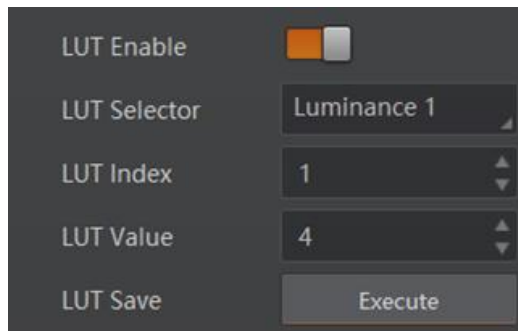 LUT Enable
LUT Selector Luminance 1
LUT Index 1
LUT Value 4
LUT Save Execute